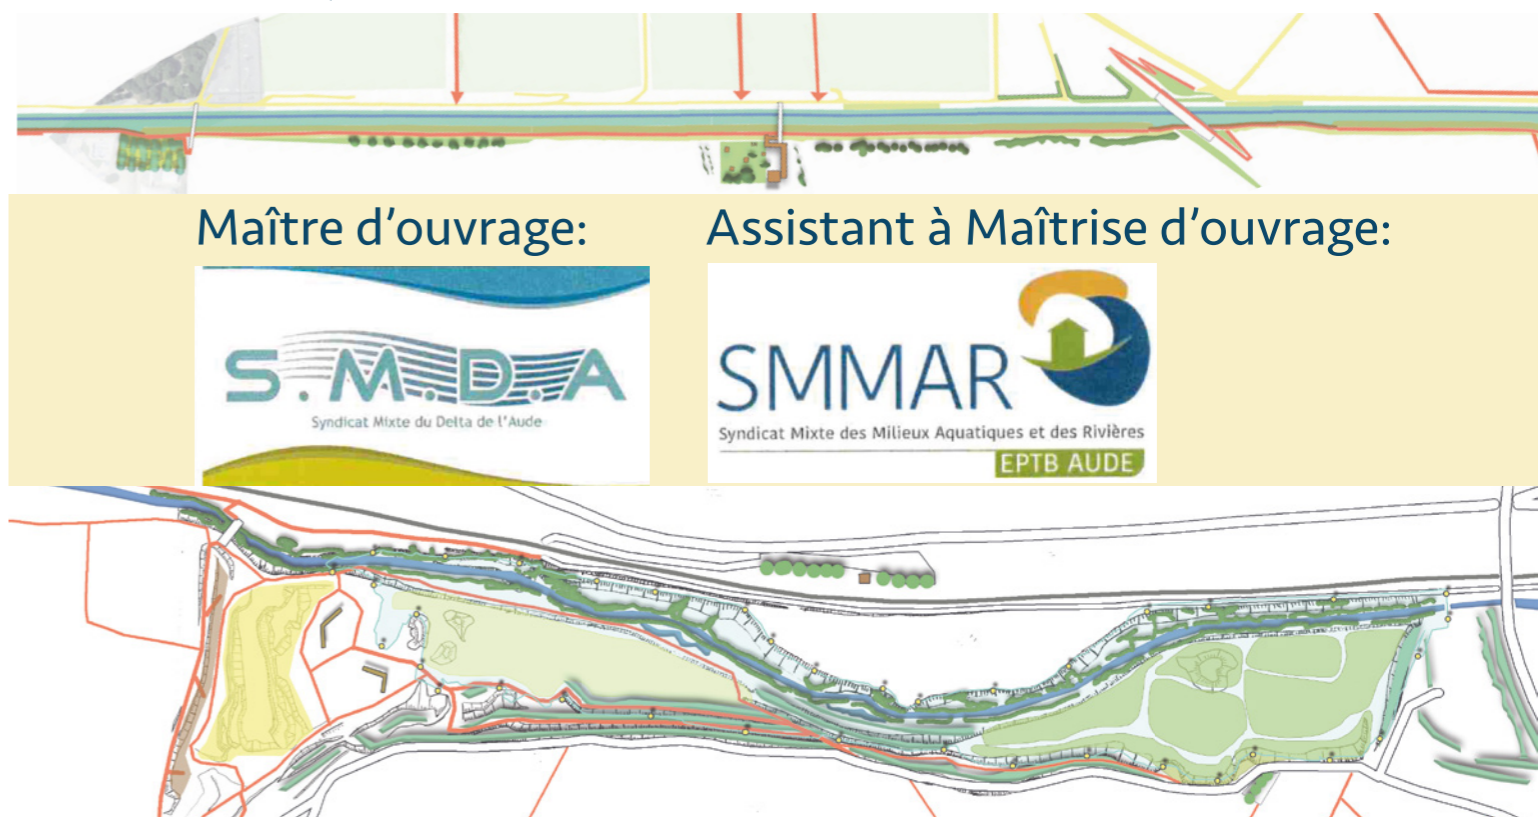 Maître d'ouvrage:
Assistant à Maîtrise d'ouvrage:
S.M.D.A
Syndicat Mixte du Delta de l'Aude
SMMAR
Syndicat Mixte des Milieux Aquatiques et des Rivières
EPTB AUDE